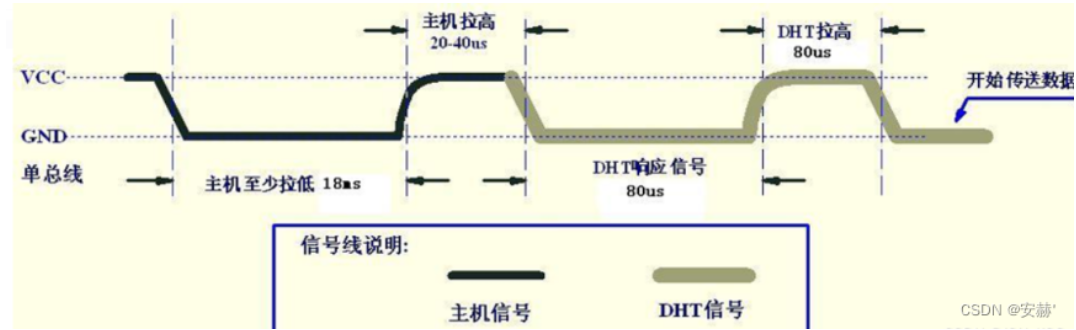 主机拉高
20-40us
DHT拉高
80us
VCC
开始传送数据
GND
单总线
主机至少拉低 18ms
DHT响应信号
80us
信号线说明:
主机信号
DHT信号
CSDN @安赫'